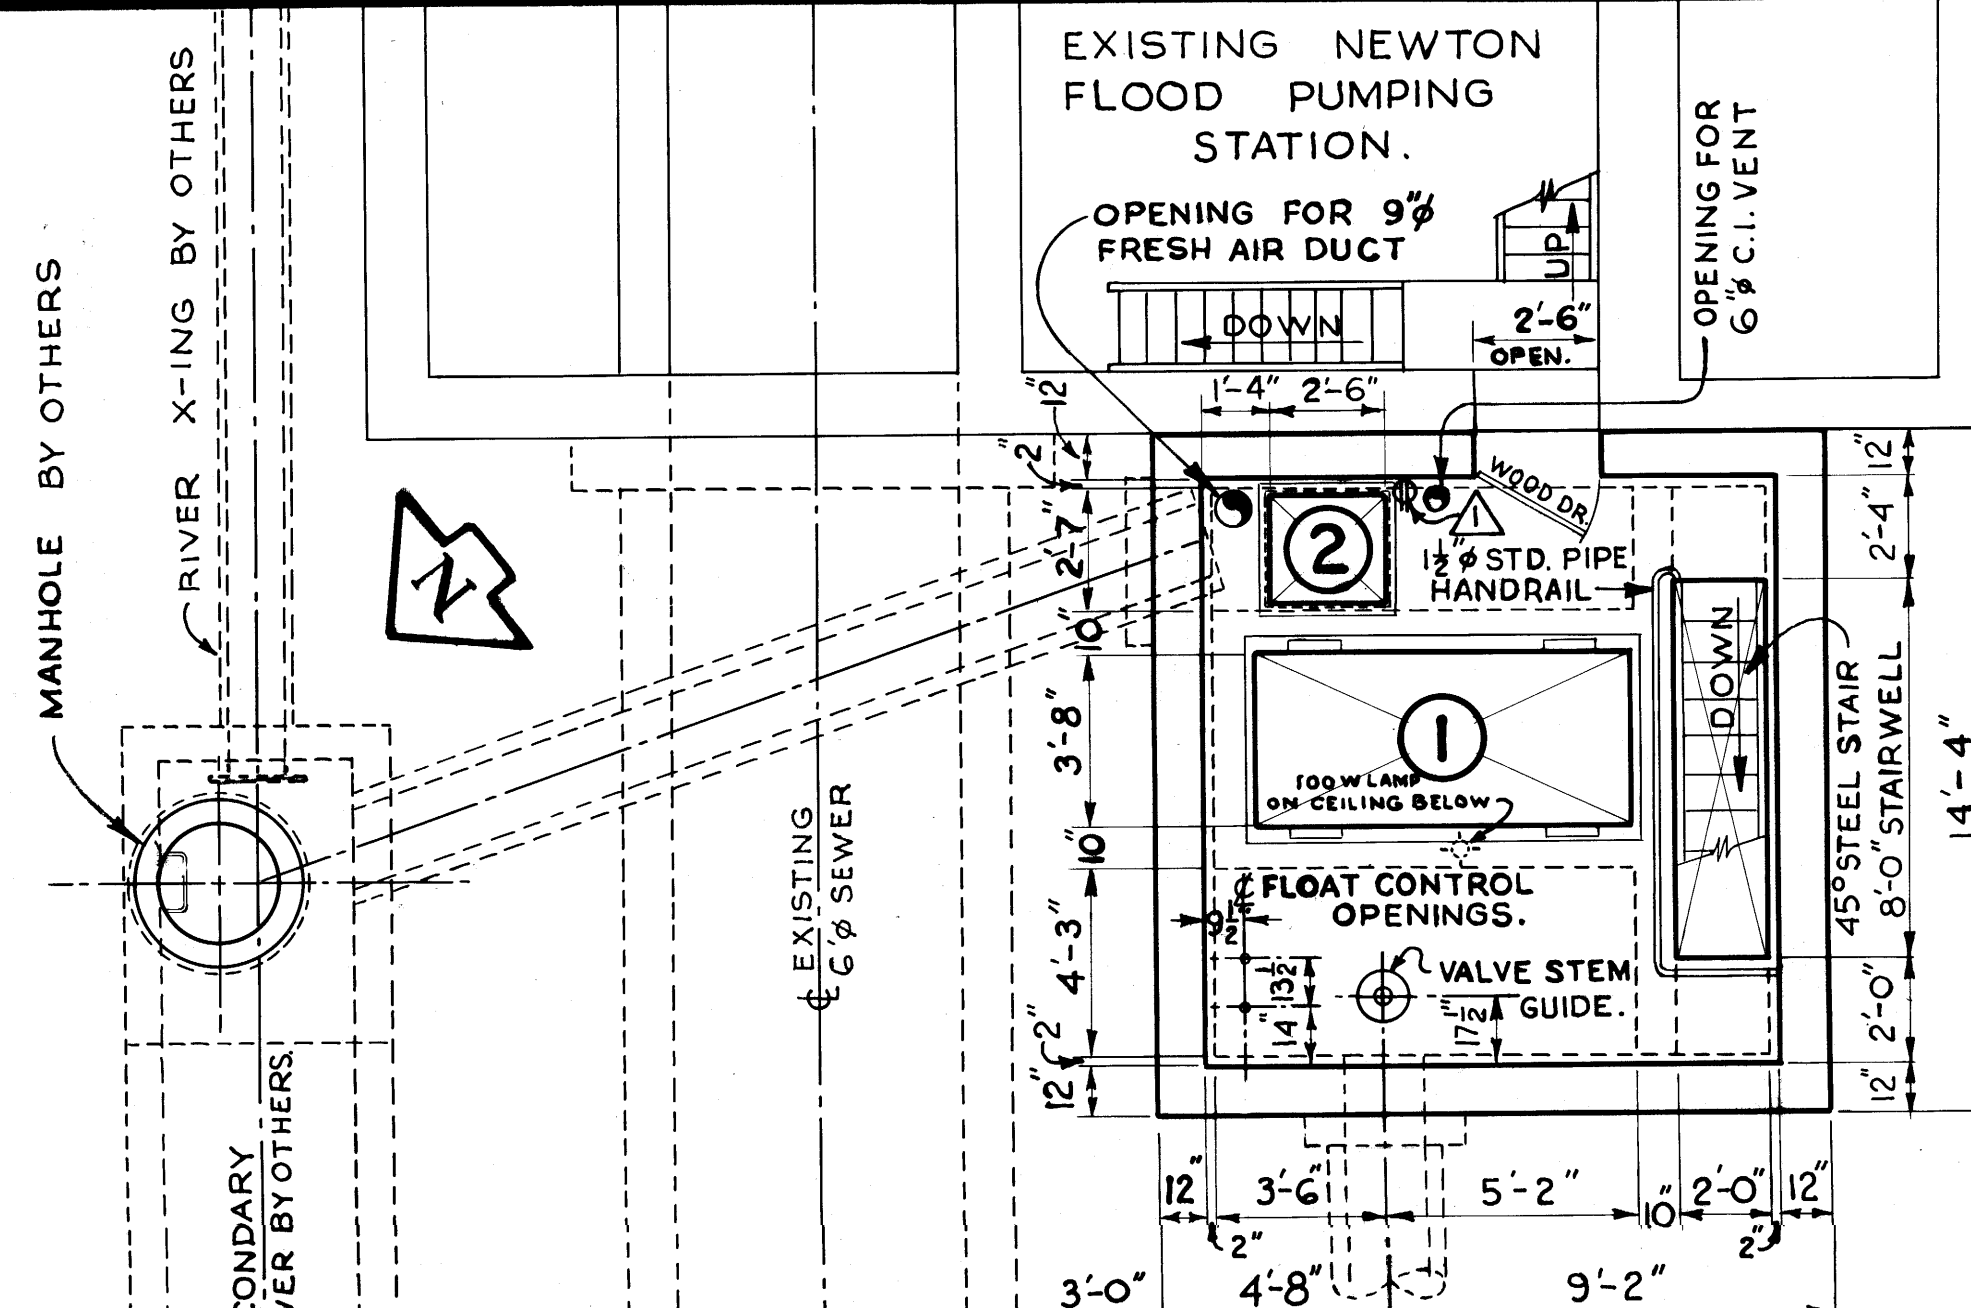 EXISTING NEWTON
FLOOD PUMPING
STATION.
OPENING FOR 9"φ
FRESH AIR DUCT
UP
DOWN
2'-6"
OPEN.
OPENING FOR
6"φ C.I. VENT
MANHOLE BY OTHERS
RIVER X-ING BY OTHERS
N
1'-4"
2'-6"
12"
2"
2'-7"
10"
3'-8"
10"
4'-3"
2"
12"
WOOD DR.
2
1
1½"φ STD. PIPE
HANDRAIL
DOWN
1
100 W LAMP
ON CEILING BELOW
℄ FLOAT CONTROL
OPENINGS.
9½"
13½
14"
VALVE STEM
GUIDE.
17½"
12"
2'-4"
45° STEEL STAIR
8'-0" STAIRWELL
2'-0"
12"
14'-4"
℄ EXISTING
6'φ SEWER
CONDARY
VER BY OTHERS.
12"
3'-6"
5'-2"
10"
2'-0"
12"
2"
2"
3'-0"
4'-8"
9'-2"